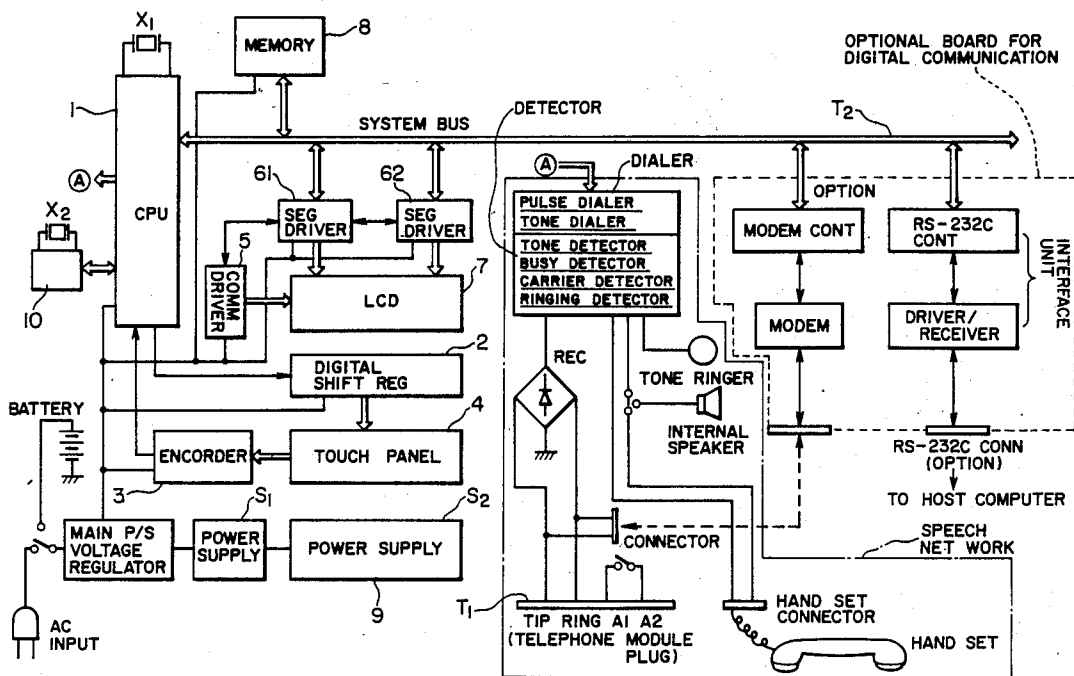 X1
MEMORY
8
OPTIONAL BOARD FOR
DIGITAL COMMUNICATION
1
DETECTOR
SYSTEM BUS
T2
A
CPU
61
62
A
DIALER
OPTION
X2
SEG
DRIVER
SEG
DRIVER
PULSE DIALER
TONE DIALER
TONE DETECTOR
BUSY DETECTOR
CARRIER DETECTOR
RINGING DETECTOR
MODEM CONT
RS-232C
CONT
INTERFACE
UNIT
5
COMM
DRIVER
7
LCD
10
MODEM
DRIVER/
RECEIVER
2
DIGITAL
SHIFT REG
REC
TONE RINGER
BATTERY
4
INTERNAL
SPEAKER
ENCORDER
TOUCH PANEL
RS-232C CONN
(OPTION)
3
S1
S2
TO HOST COMPUTER
MAIN P/S
VOLTAGE
REGULATOR
POWER
SUPPLY
POWER SUPPLY
CONNECTOR
SPEECH
NET WORK
9
T1
TIP RING A1 A2
(TELEPHONE MODULE
PLUG)
HAND SET
CONNECTOR
AC
INPUT
HAND SET